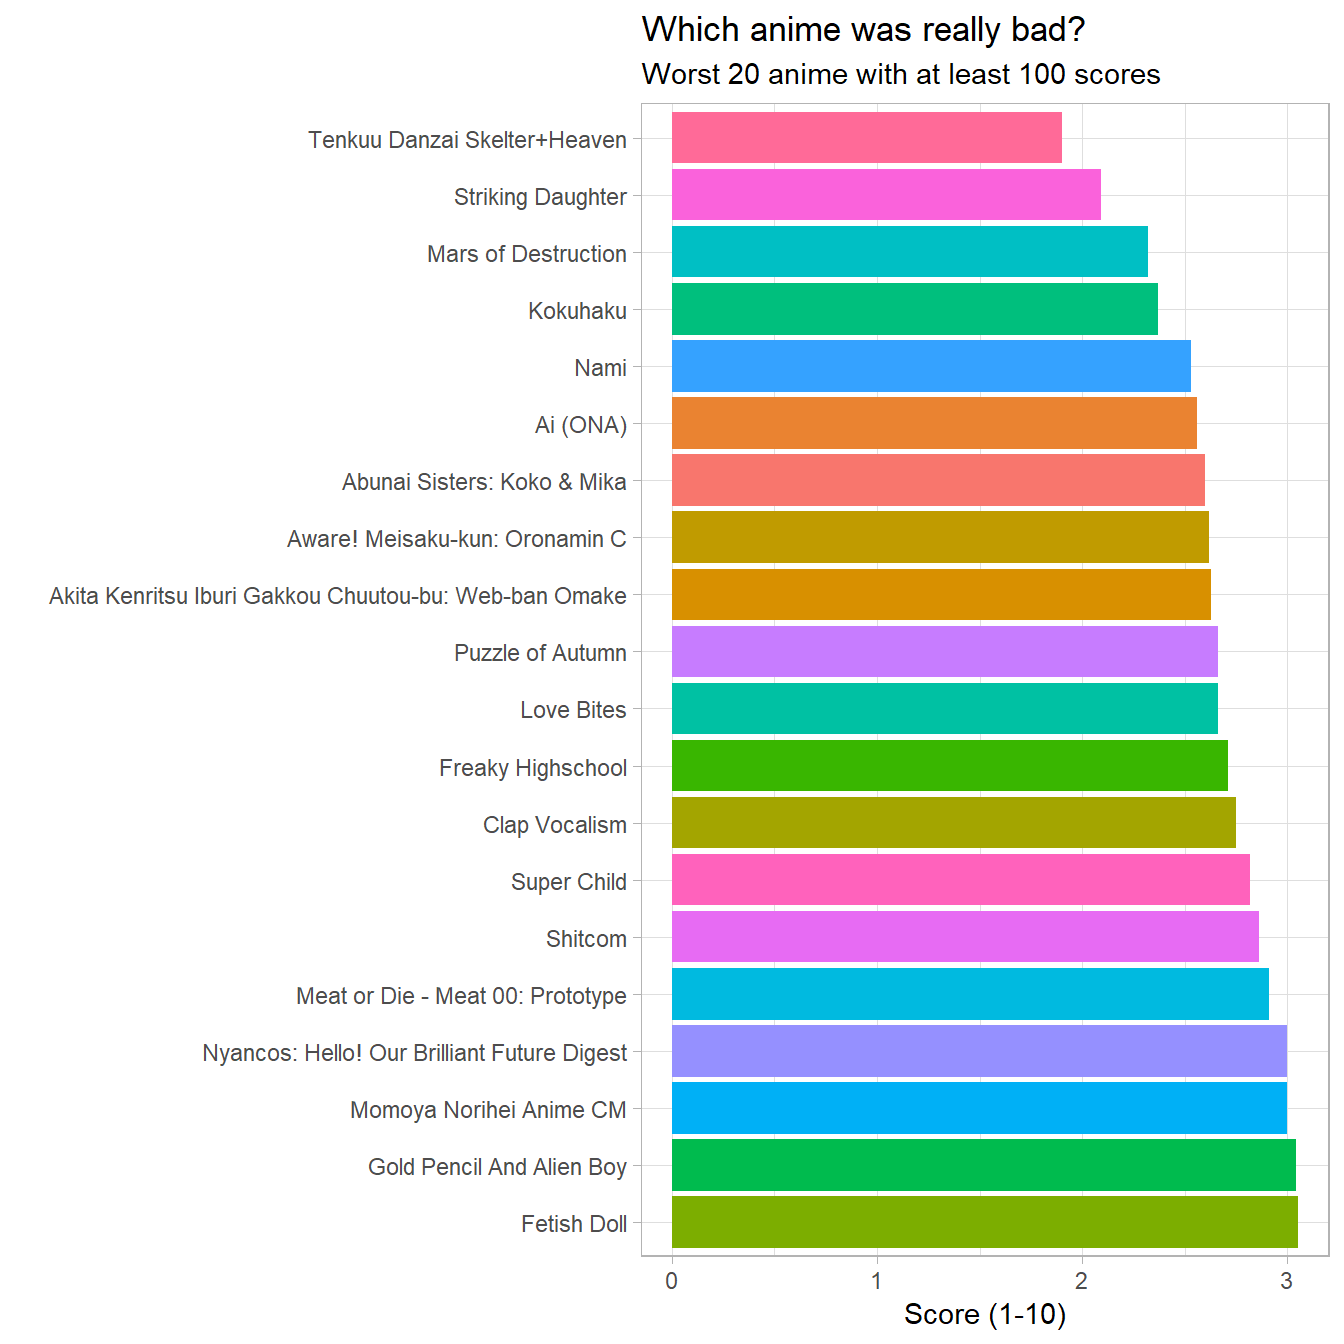 Which anime was really bad?
Worst 20 anime with at least 100 scores
Tenkuu Danzai Skelter+Heaven
Striking Daughter
Mars of Destruction
Kokuhaku
Nami
Ai (ONA)
Abunai Sisters: Koko & Mika
Aware! Meisaku-kun: Oronamin C
Akita Kenritsu Iburi Gakkou Chuutou-bu: Web-ban Omake
Puzzle of Autumn
Love Bites
Freaky Highschool
Clap Vocalism
Super Child
Shitcom
Meat or Die - Meat 00: Prototype
Nyancos: Hello! Our Brilliant Future Digest
Momoya Norihei Anime CM
Gold Pencil And Alien Boy
Fetish Doll
0 1 2 3
Score (1-10)